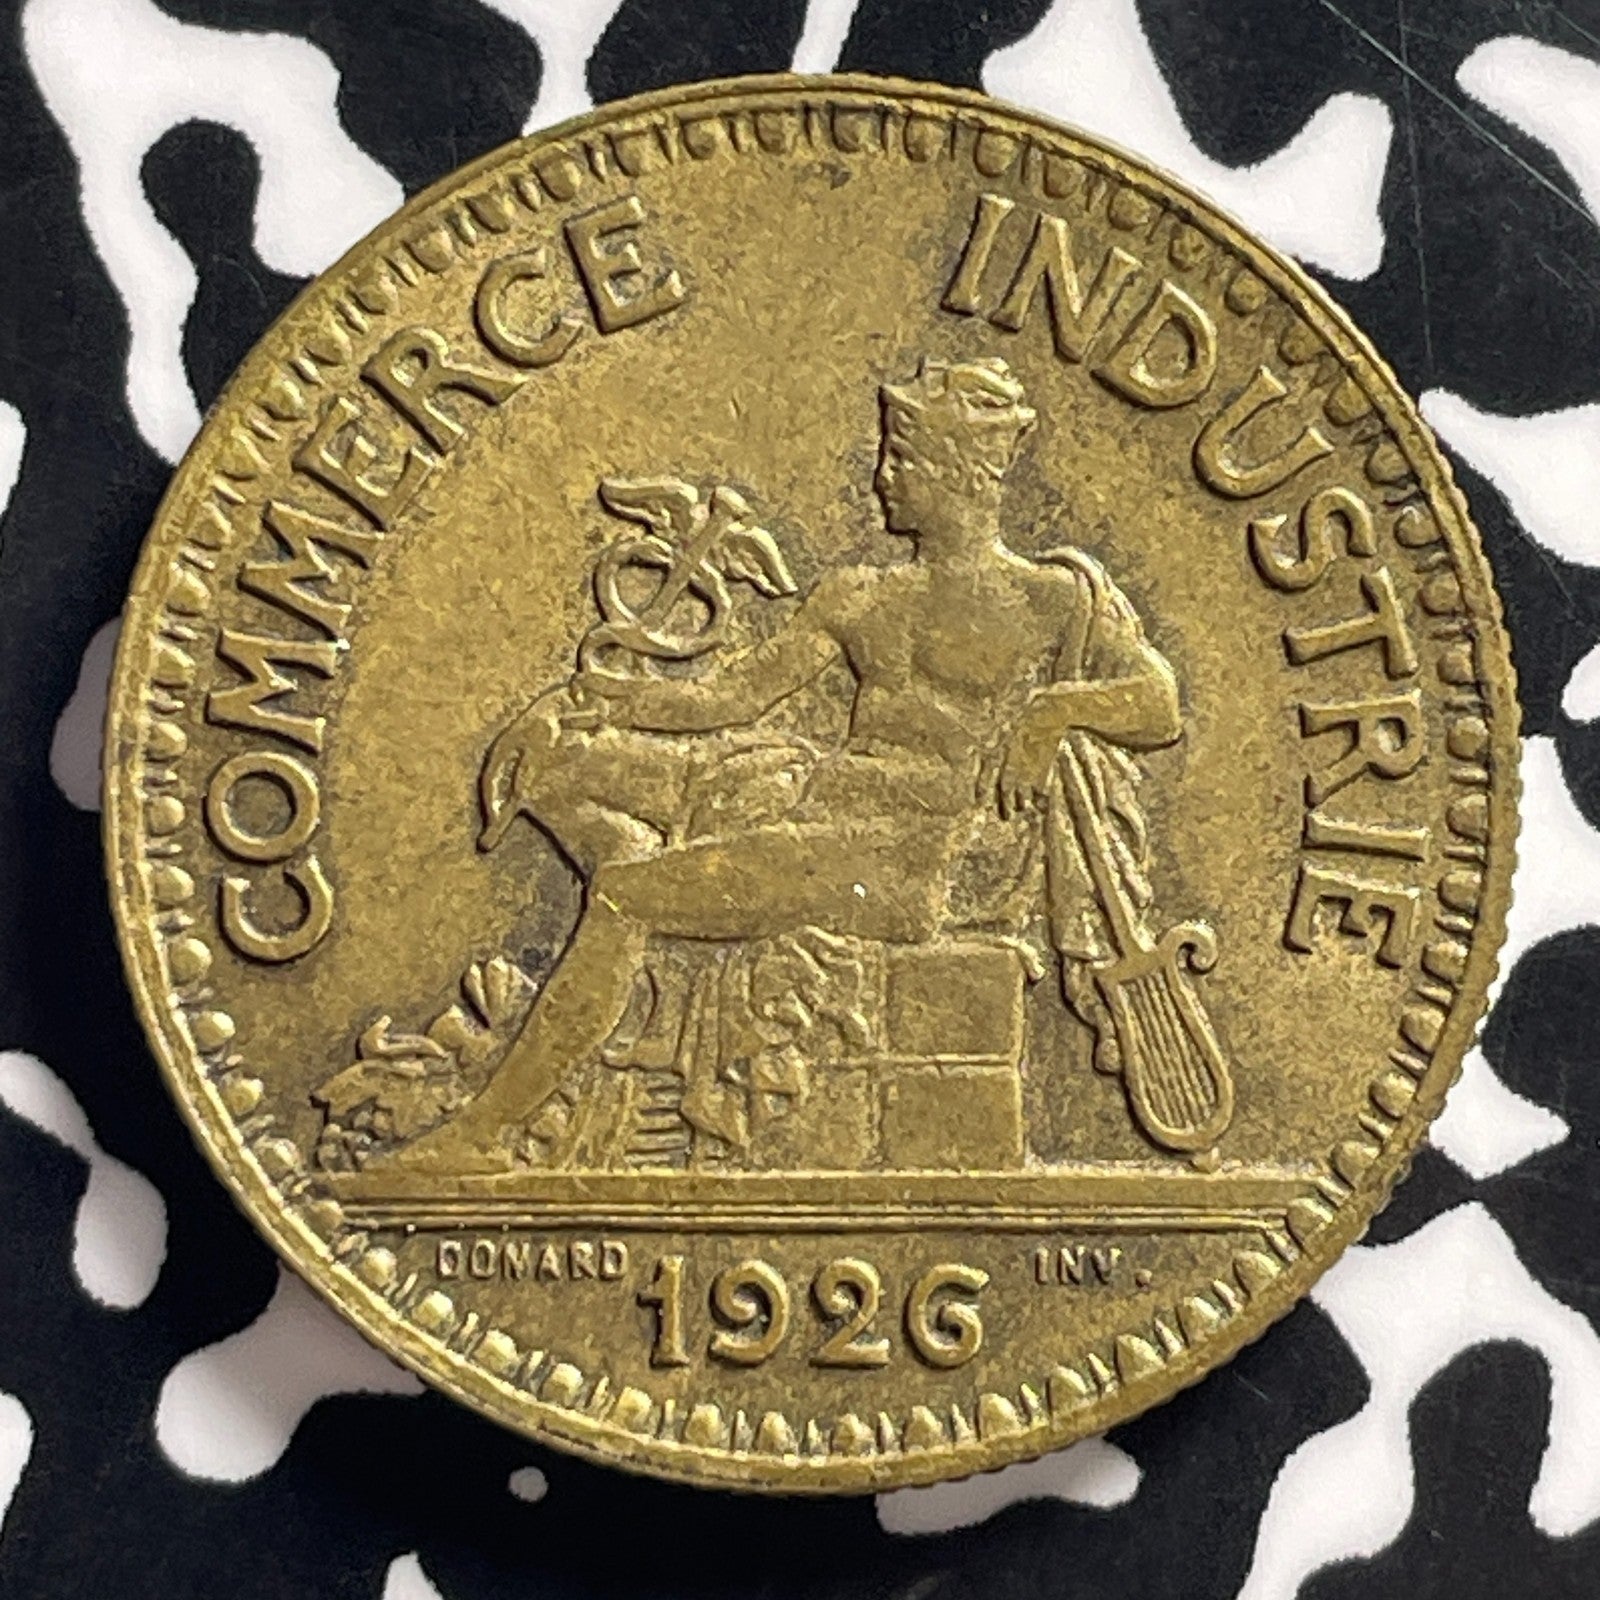 COMMERCE INDUSTRIE
DOMARD 1926 INV.